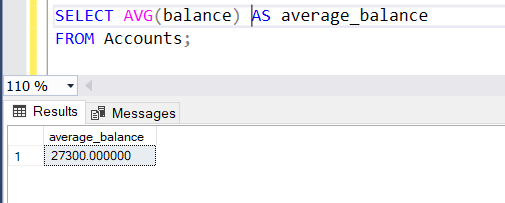 SELECT AVG(balance) AS average_balance
FROM Accounts;
110 %
Results Messages
average_balance
1 27300.000000